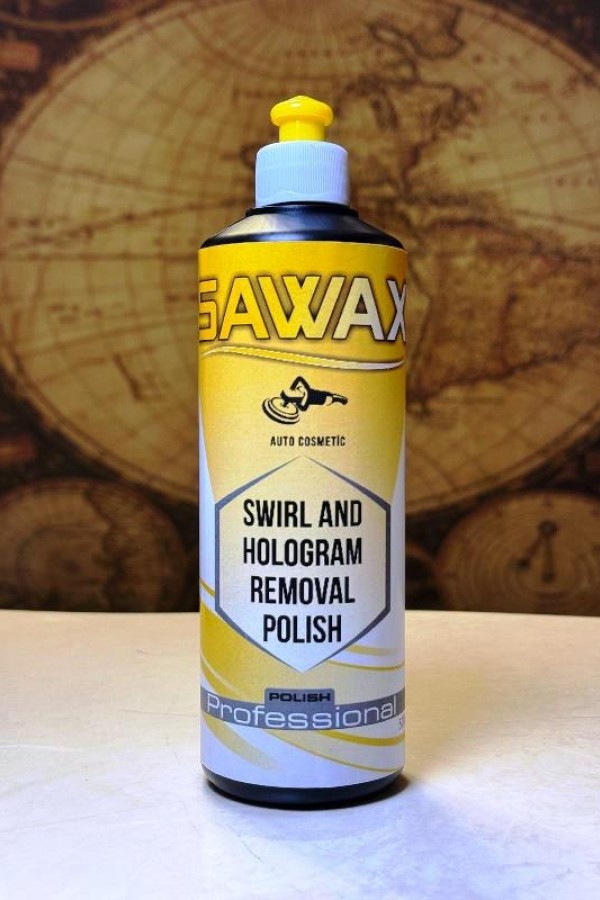 SAWAX
AUTO COSMETİC
SWIRL AND
HOLOGRAM
REMOVAL
POLISH
POLISH
Professional